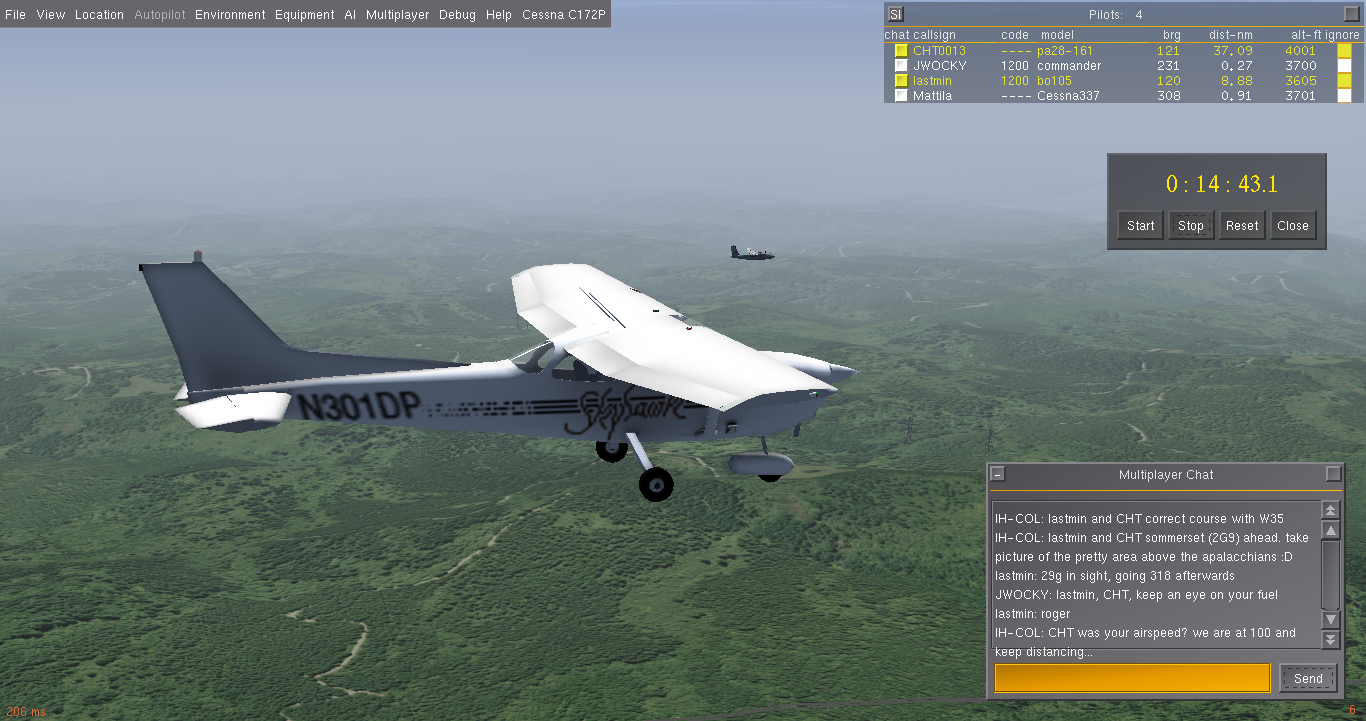 File View Location Autopilot Environment Equipment AI Multiplayer Debug Help Cessna C172P
SI Pilots: 4
chat callsign code model brg dist-nm alt-ft ignore
CHT0013 ---- pa28-161 121 37.09 4001
JWOCKY 1200 commander 231 0.27 3700
lastmin 1200 bo105 120 8.88 3605
Mattila ---- Cessna337 308 0.91 3701
0 : 14 : 43.1
Start Stop Reset Close
N301DP
Skyhawk
- Multiplayer Chat
IH-COL: lastmin and CHT correct course with W35
IH-COL: lastmin and CHT sommerset (2G9) ahead. take
picture of the pretty area above the apalacchians :D
lastmin: 29g in sight, going 318 afterwards
JWOCKY: lastmin, CHT, keep an eye on your fuel
lastmin: roger
IH-COL: CHT was your airspeed? we are at 100 and
keep distancing...
Send
206 ms
6